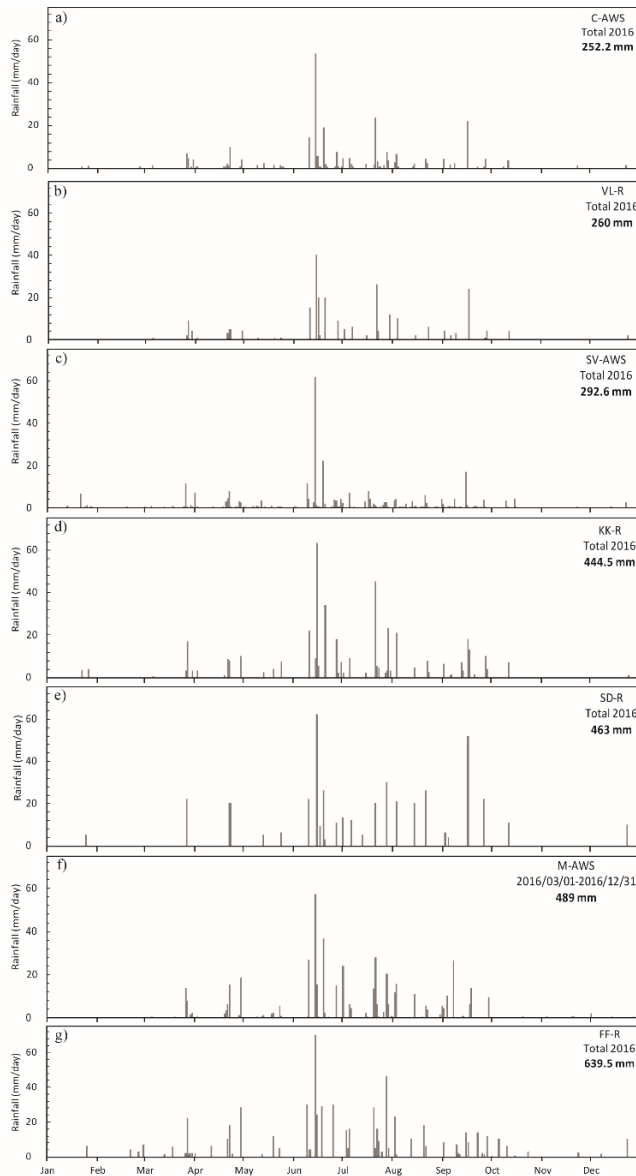 a)
C-AWS
Total 2016
252.2 mm
Rainfall (mm/day)
60
40
20
0
b)
VL-R
Total 2016
260 mm
Rainfall (mm/day)
60
40
20
0
c)
SV-AWS
Total 2016
292.6 mm
Rainfall (mm/day)
60
40
20
0
d)
KK-R
Total 2016
444.5 mm
Rainfall (mm/day)
60
40
20
0
e)
SD-R
Total 2016
463 mm
Rainfall (mm/day)
60
40
20
0
f)
M-AWS
2016/03/01-2016/12/31
489 mm
Rainfall (mm/day)
60
40
20
0
g)
FF-R
Total 2016
639.5 mm
Rainfall (mm/day)
60
40
20
0
Jan Feb Mar Apr May Jun Jul Aug Sep Oct Nov Dec